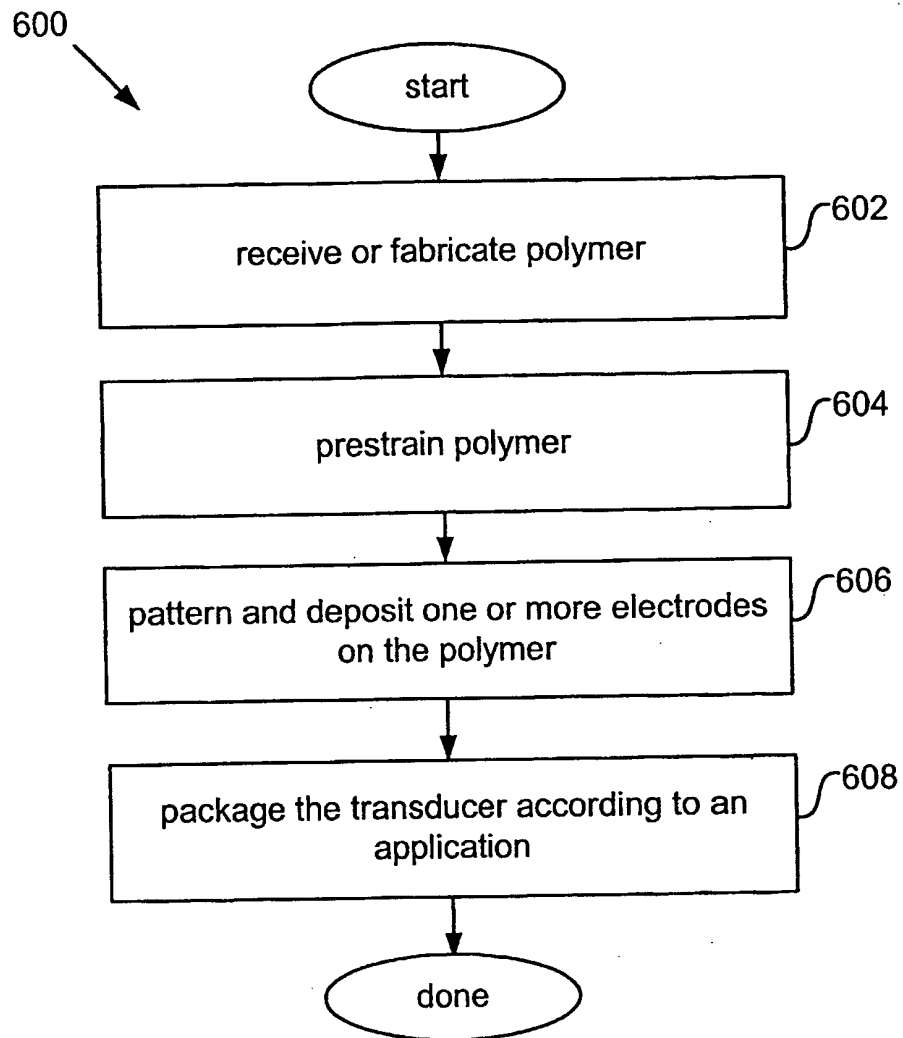 600
start
receive or fabricate polymer
602
prestrain polymer
604
pattern and deposit one or more electrodes
on the polymer
606
package the transducer according to an
application
608
done